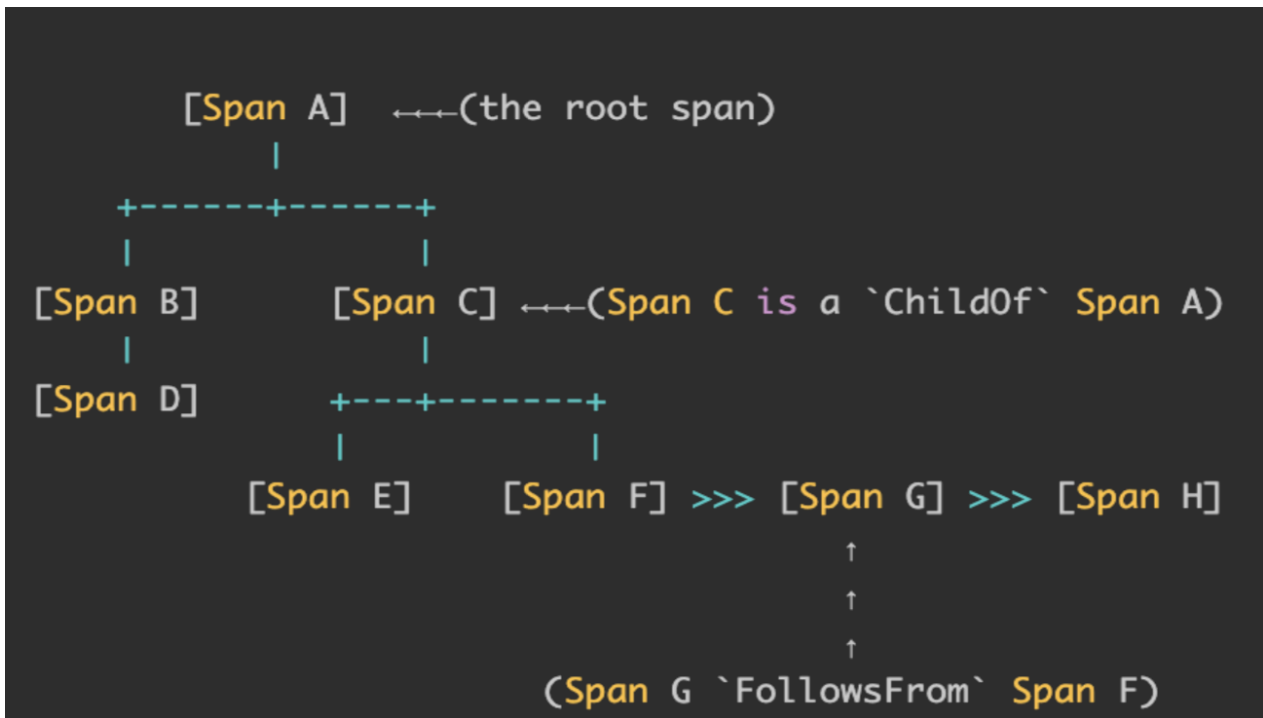 [Span A]  ←←←(the root span)
|
+------+------+
|             |
[Span B]      [Span C] ←←←(Span C is a `ChildOf` Span A)
|             |
[Span D]      +---+-------+
|           |
[Span E]    [Span F] >>> [Span G] >>> [Span H]
↑
↑
↑
(Span G `FollowsFrom` Span F)